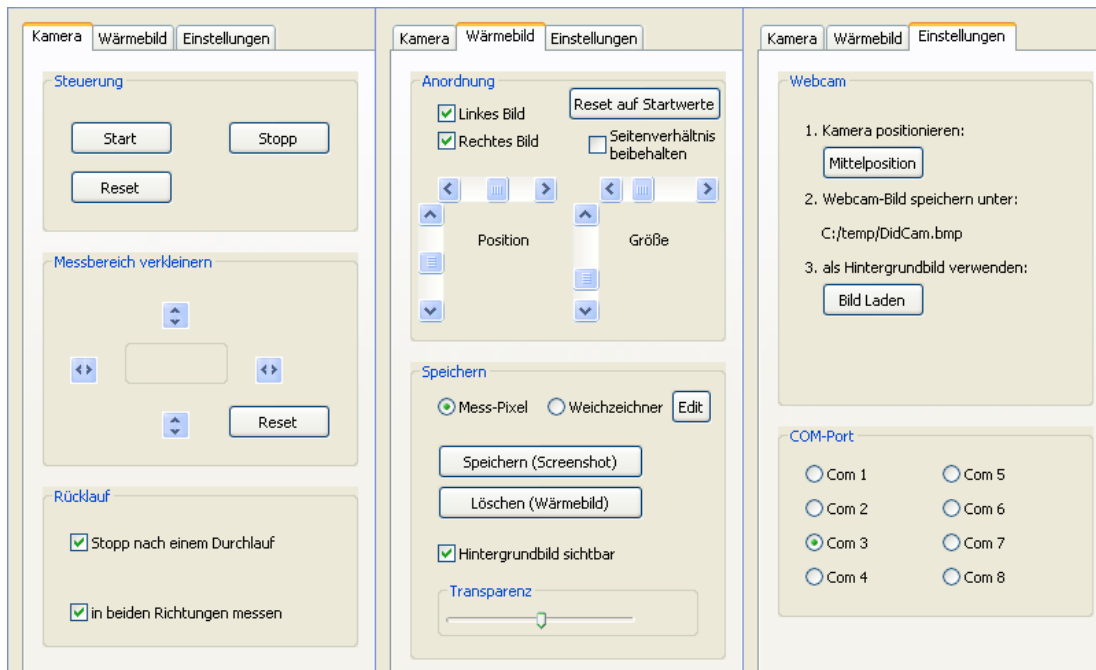 Kamera Wärmebild Einstellungen
Steuerung
Start Stopp
Reset
Messbereich verkleinern
Reset
Rücklauf
Stopp nach einem Durchlauf
in beiden Richtungen messen
Kamera Wärmebild Einstellungen
Anordnung
Linkes Bild
Reset auf Startwerte
Rechtes Bild
Seitenverhältnis
beibehalten
Position
Größe
Speichern
Mess-Pixel Weichzeichner Edit
Speichern (Screenshot)
Löschen (Wärmebild)
Hintergrundbild sichtbar
Transparenz
Kamera Wärmebild Einstellungen
Webcam
1. Kamera positionieren:
Mittelposition
2. Webcam-Bild speichern unter:
C:/temp/DidCam.bmp
3. als Hintergrundbild verwenden:
Bild Laden
COM-Port
Com 1 Com 5
Com 2 Com 6
Com 3 Com 7
Com 4 Com 8